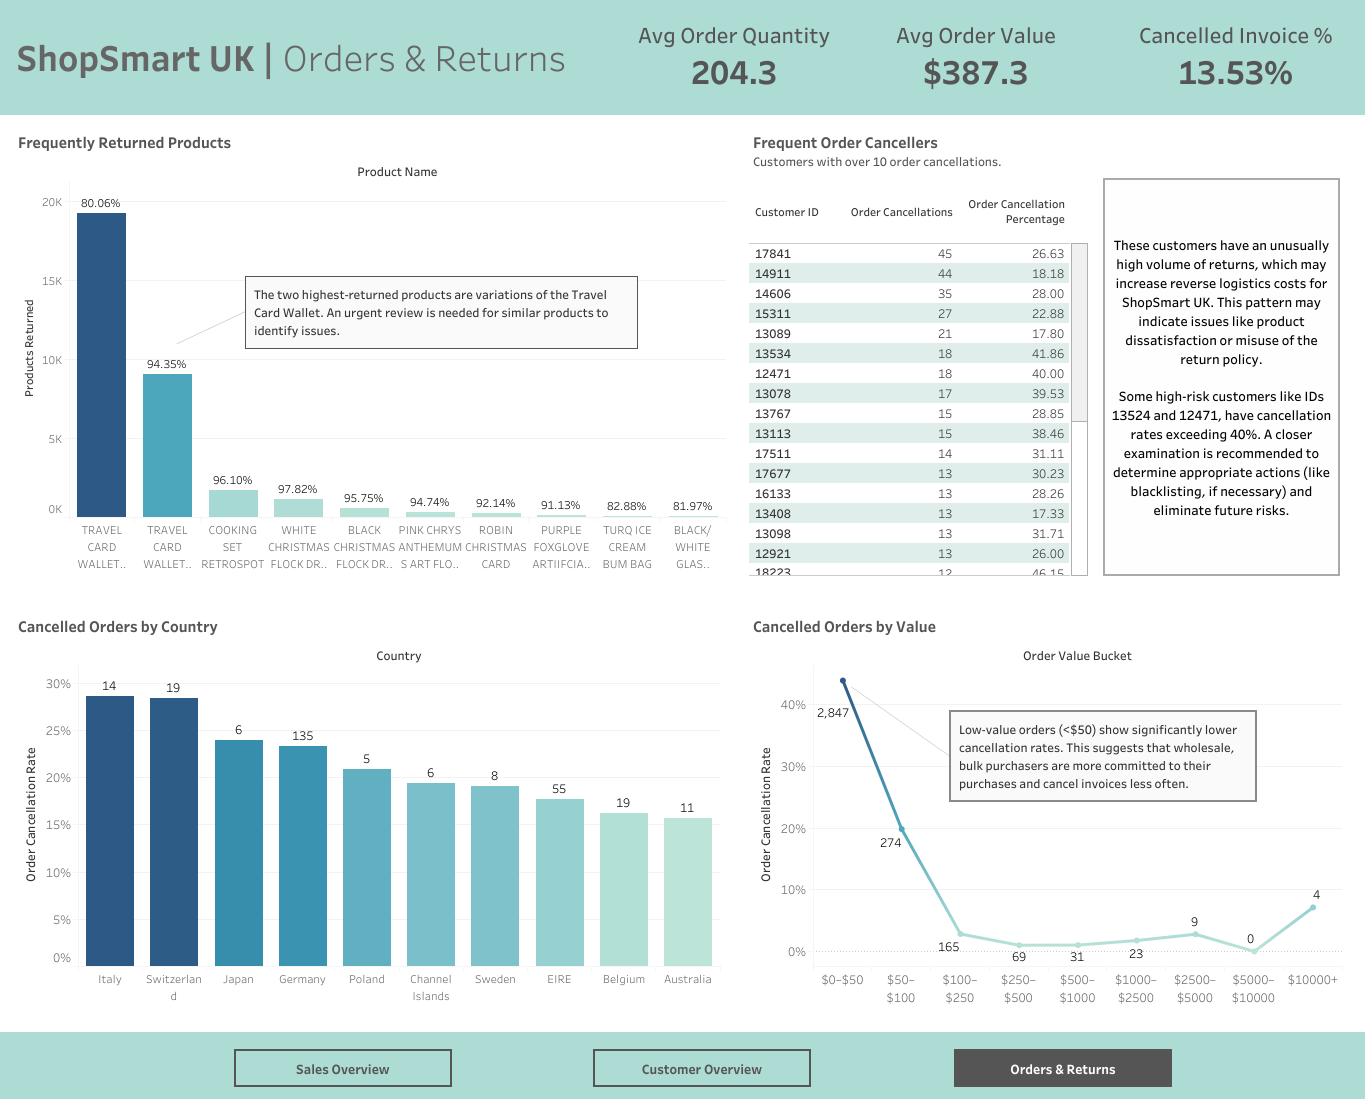 ShopSmart UK | Orders & Returns
Avg Order Quantity
204.3
Avg Order Value
$387.3
Cancelled Invoice %
13.53%
Frequently Returned Products
Product Name
Products Returned
20K
15K
10K
5K
0K
80.06%
94.35%
96.10%
97.82%
95.75%
94.74%
92.14%
91.13%
82.88%
81.97%
The two highest-returned products are variations of the Travel
Card Wallet. An urgent review is needed for similar products to
identify issues.
TRAVEL
CARD
WALLET..
TRAVEL
CARD
WALLET..
COOKING
SET
RETROSPOT
WHITE
CHRISTMAS
FLOCK DR..
BLACK
CHRISTMAS
FLOCK DR..
PINK CHRYS
ANTHEMUM
S ART FLO..
ROBIN
CHRISTMAS
CARD
PURPLE
FOXGLOVE
ARTIIFCIA..
TURQ ICE
CREAM
BUM BAG
BLACK/
WHITE
GLAS..
Frequent Order Cancellers
Customers with over 10 order cancellations.
Customer ID
Order Cancellations
Order Cancellation
Percentage
17841 45 26.63
14911 44 18.18
14606 35 28.00
15311 27 22.88
13089 21 17.80
13534 18 41.86
12471 18 40.00
13078 17 39.53
13767 15 28.85
13113 15 38.46
17511 14 31.11
17677 13 30.23
16133 13 28.26
13408 13 17.33
13098 13 31.71
12921 13 26.00
18223 12 46.15
These customers have an unusually
high volume of returns, which may
increase reverse logistics costs for
ShopSmart UK. This pattern may
indicate issues like product
dissatisfaction or misuse of the
return policy.
Some high-risk customers like IDs
13524 and 12471, have cancellation
rates exceeding 40%. A closer
examination is recommended to
determine appropriate actions (like
blacklisting, if necessary) and
eliminate future risks.
Cancelled Orders by Country
Country
Order Cancellation Rate
30%
25%
20%
15%
10%
5%
0%
14
19
6
135
5
6
8
55
19
11
Italy
Switzerlan
d
Japan
Germany
Poland
Channel
Islands
Sweden
EIRE
Belgium
Australia
Cancelled Orders by Value
Order Value Bucket
Order Cancellation Rate
40%
30%
20%
10%
0%
2,847
274
165
69
31
23
9
0
4
Low-value orders (<$50) show significantly lower
cancellation rates. This suggests that wholesale,
bulk purchasers are more committed to their
purchases and cancel invoices less often.
$0–$50
$50–
$100
$100–
$250
$250–
$500
$500–
$1000
$1000–
$2500
$2500–
$5000
$5000–
$10000
$10000+
Sales Overview
Customer Overview
Orders & Returns